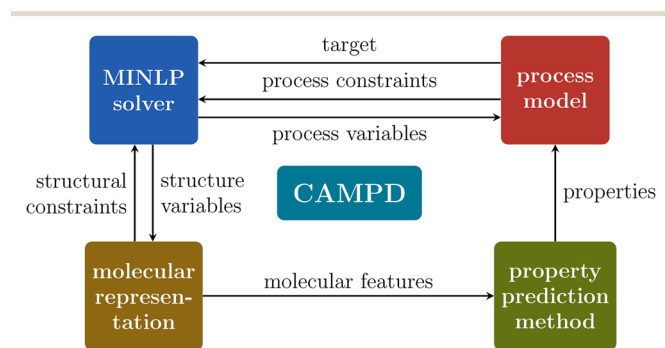 target
MINLP
solver
process constraints
process
model
process variables
structural
constraints
structure
variables
CAMPD
properties
molecular
represen-
tation
molecular features
property
prediction
method